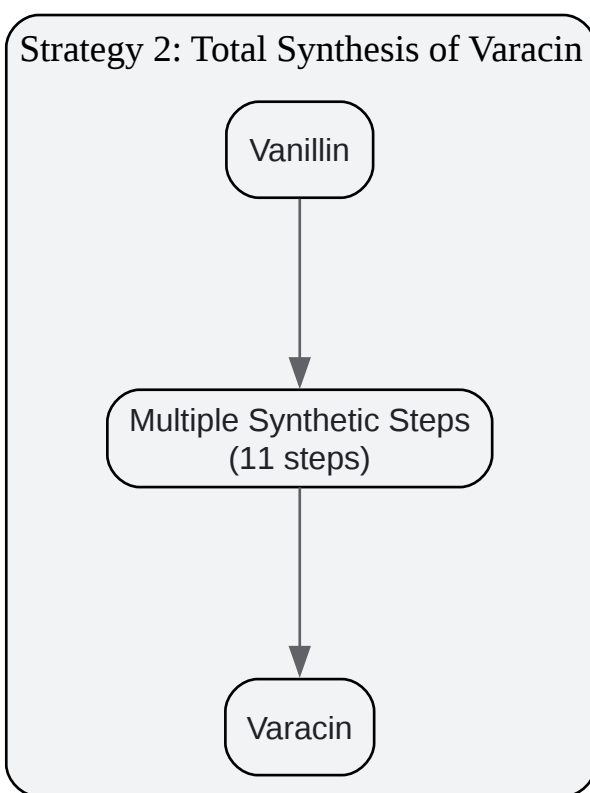 Strategy 2: Total Synthesis of Varacin
Vanillin
Multiple Synthetic Steps
(11 steps)
Varacin